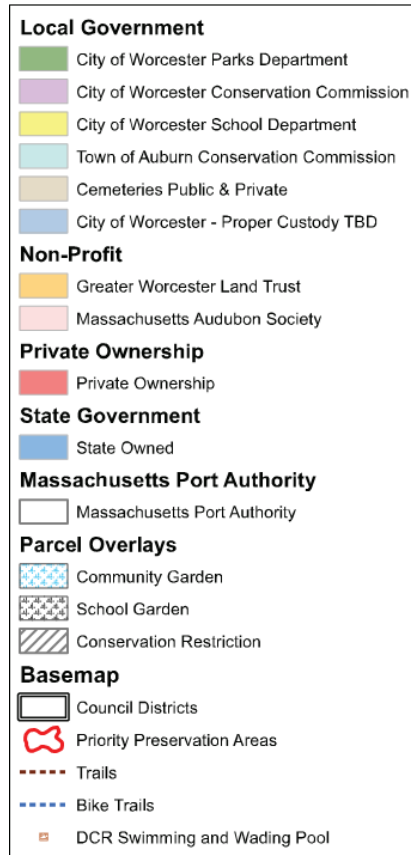 Local Government
City of Worcester Parks Department
City of Worcester Conservation Commission
City of Worcester School Department
Town of Auburn Conservation Commission
Cemeteries Public & Private
City of Worcester - Proper Custody TBD
Non-Profit
Greater Worcester Land Trust
Massachusetts Audubon Society
Private Ownership
Private Ownership
State Government
State Owned
Massachusetts Port Authority
Massachusetts Port Authority
Parcel Overlays
Community Garden
School Garden
Conservation Restriction
Basemap
Council Districts
Priority Preservation Areas
Trails
Bike Trails
DCR Swimming and Wading Pool